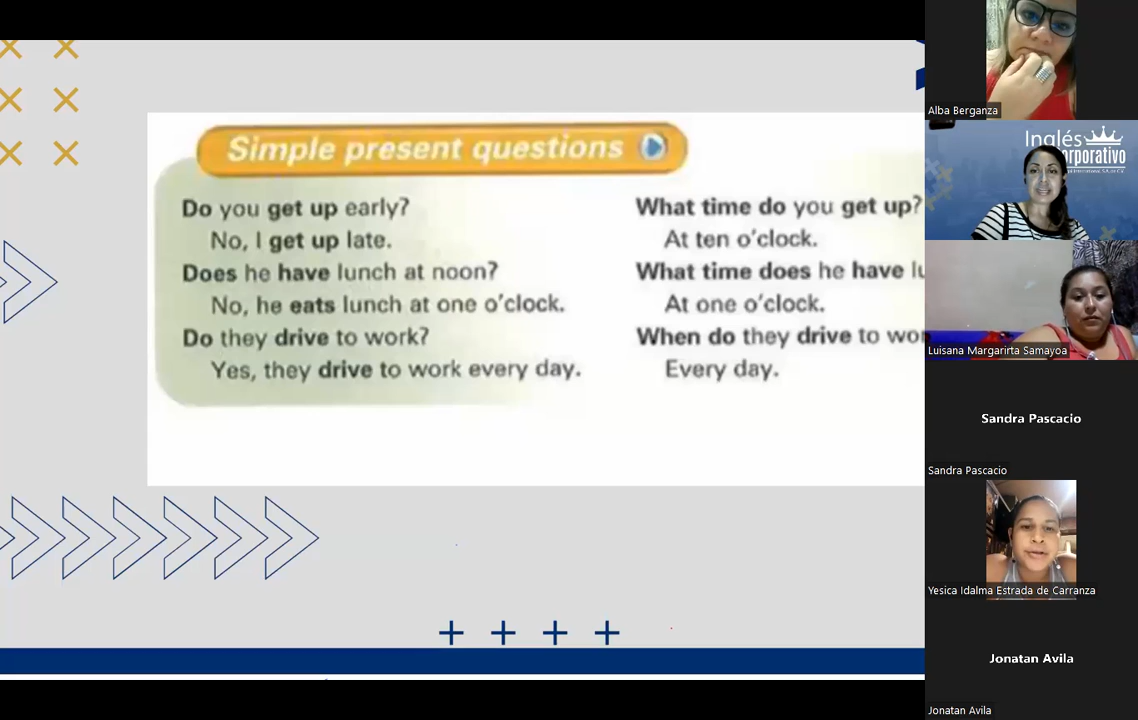 Simple present questions
Do you get up early?
No, I get up late.
Does he have lunch at noon?
No, he eats lunch at one o'clock.
Do they drive to work?
Yes, they drive to work every day.
What time do you get up?
At ten o'clock.
What time does he have
At one o'clock.
When do they drive to
Every day.
Alba Berganza
Inglés
Luisana Margarirta Samayoa
Sandra Pascacio
Sandra Pascacio
Yesica Idalma Estrada de Carranza
Jonatan Avila
Jonatan Avila